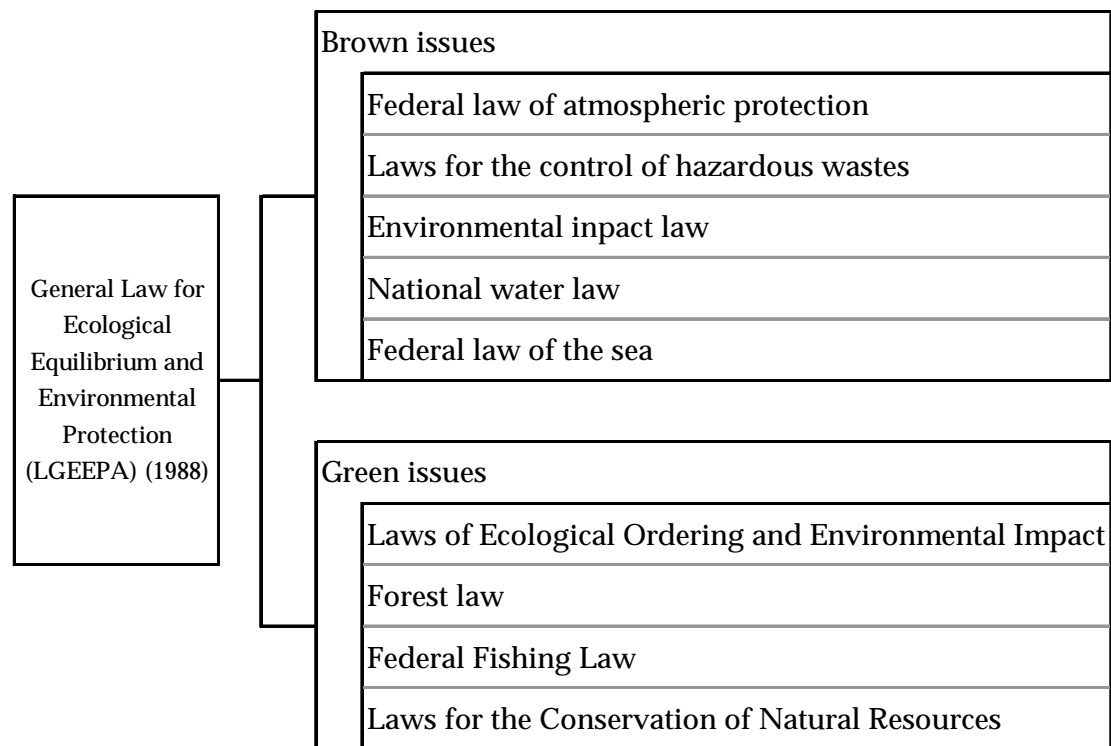 General Law for
Ecological
Equilibrium and
Environmental
Protection
(LGEEPA) (1988)
Brown issues
Federal law of atmospheric protection
Laws for the control of hazardous wastes
Environmental inpact law
National water law
Federal law of the sea
Green issues
Laws of Ecological Ordering and Environmental Impact
Forest law
Federal Fishing Law
Laws for the Conservation of Natural Resources